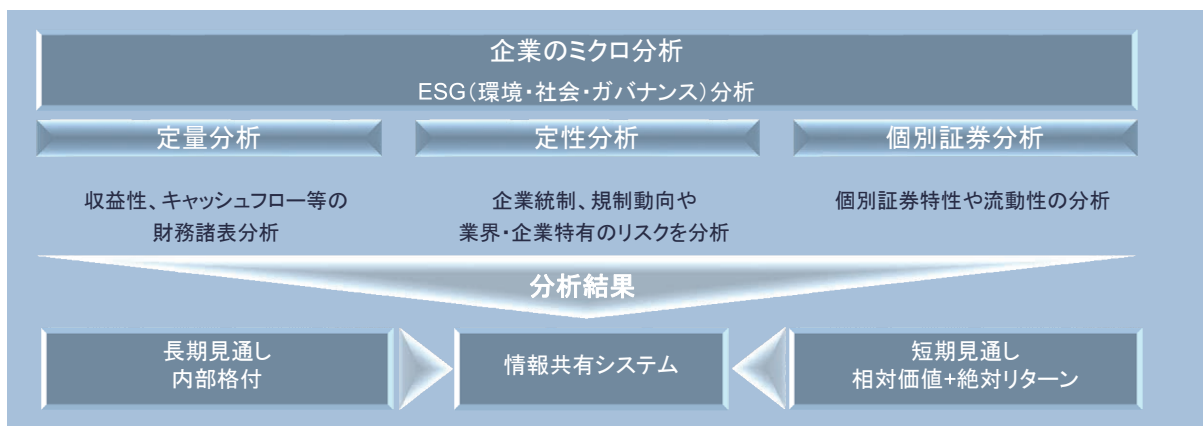 企業のミクロ分析
ESG(環境・社会・ガバナンス)分析
定量分析
定性分析
個別証券分析
収益性、キャッシュフロー等の
財務諸表分析
企業統制、規制動向や
業界・企業特有のリスクを分析
個別証券特性や流動性の分析
分析結果
長期見通し
内部格付
情報共有システム
短期見通し
相対価値+絶対リターン